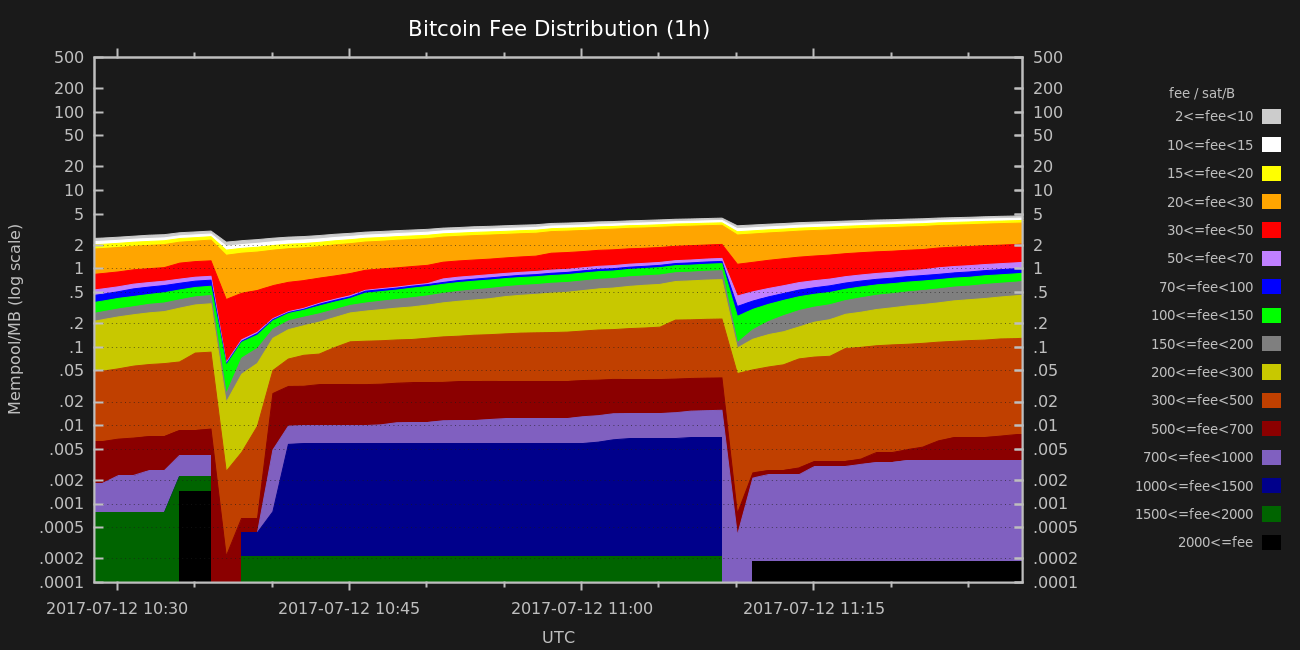 Bitcoin Fee Distribution (1h)
500 500
200 200
100 100
50 50
20 20
10 10
5 5
2 2
1 1
.5 .5
.2 .2
.1 .1
.05 .05
.02 .02
.01 .01
.005 .005
.002 .002
.001 .001
.0005 .0005
.0002 .0002
.0001 .0001
Mempool/MB (log scale)
2017-07-12 10:30 2017-07-12 10:45 2017-07-12 11:00 2017-07-12 11:15
UTC
fee / sat/B
2<=fee<10
10<=fee<15
15<=fee<20
20<=fee<30
30<=fee<50
50<=fee<70
70<=fee<100
100<=fee<150
150<=fee<200
200<=fee<300
300<=fee<500
500<=fee<700
700<=fee<1000
1000<=fee<1500
1500<=fee<2000
2000<=fee